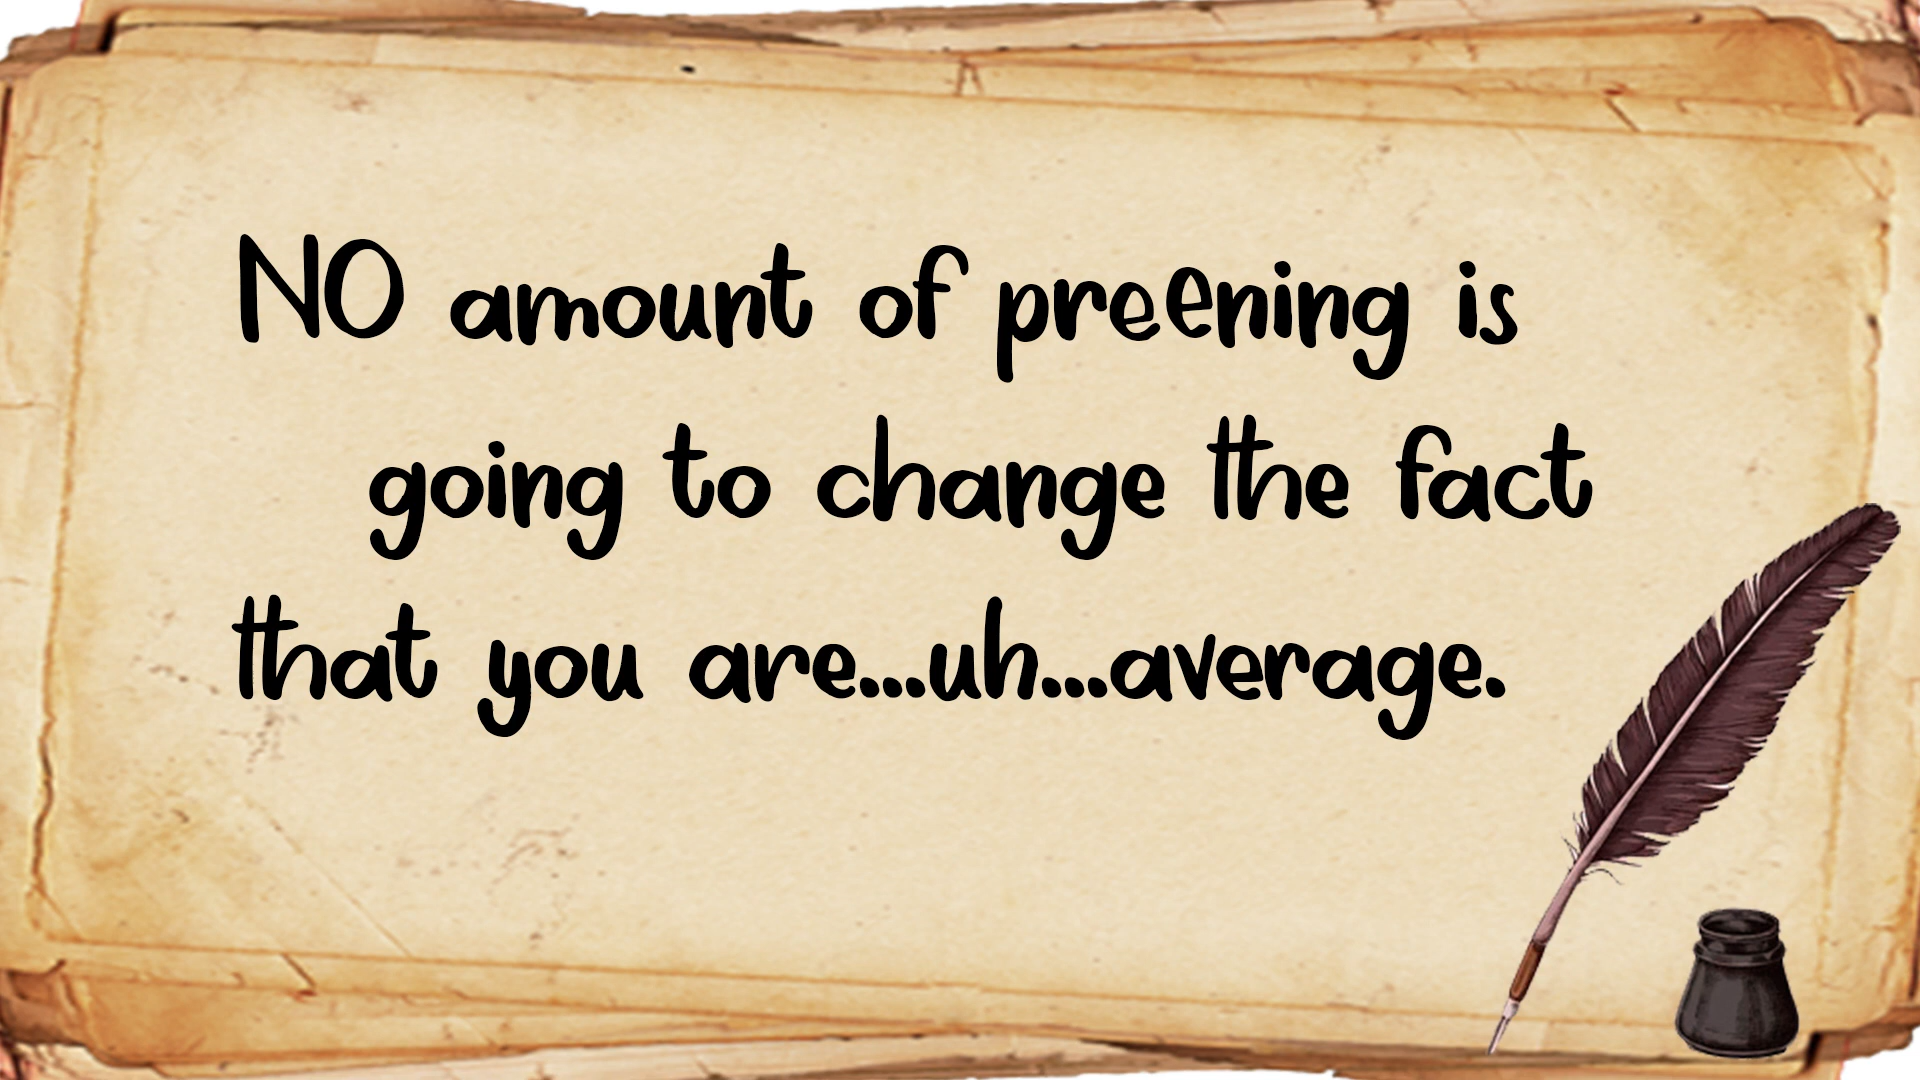 NO amount of preening is
going to change the fact
that you are...uh...average.